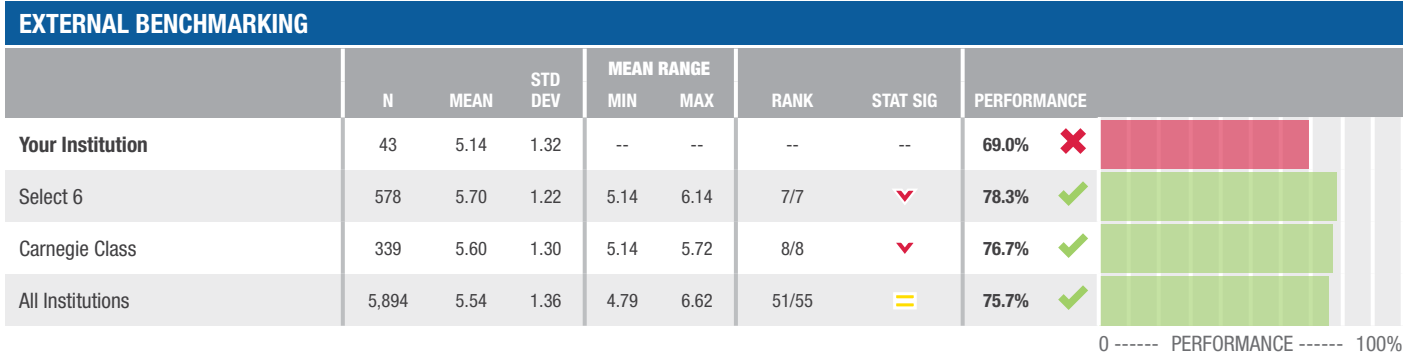 EXTERNAL BENCHMARKING
N MEAN STD DEV MEAN RANGE MIN MAX RANK STAT SIG PERFORMANCE
Your Institution 43 5.14 1.32 -- -- -- -- 69.0%
Select 6 578 5.70 1.22 5.14 6.14 7/7 78.3%
Carnegie Class 339 5.60 1.30 5.14 5.72 8/8 76.7%
All Institutions 5,894 5.54 1.36 4.79 6.62 51/55 75.7%
0 ------ PERFORMANCE ------ 100%